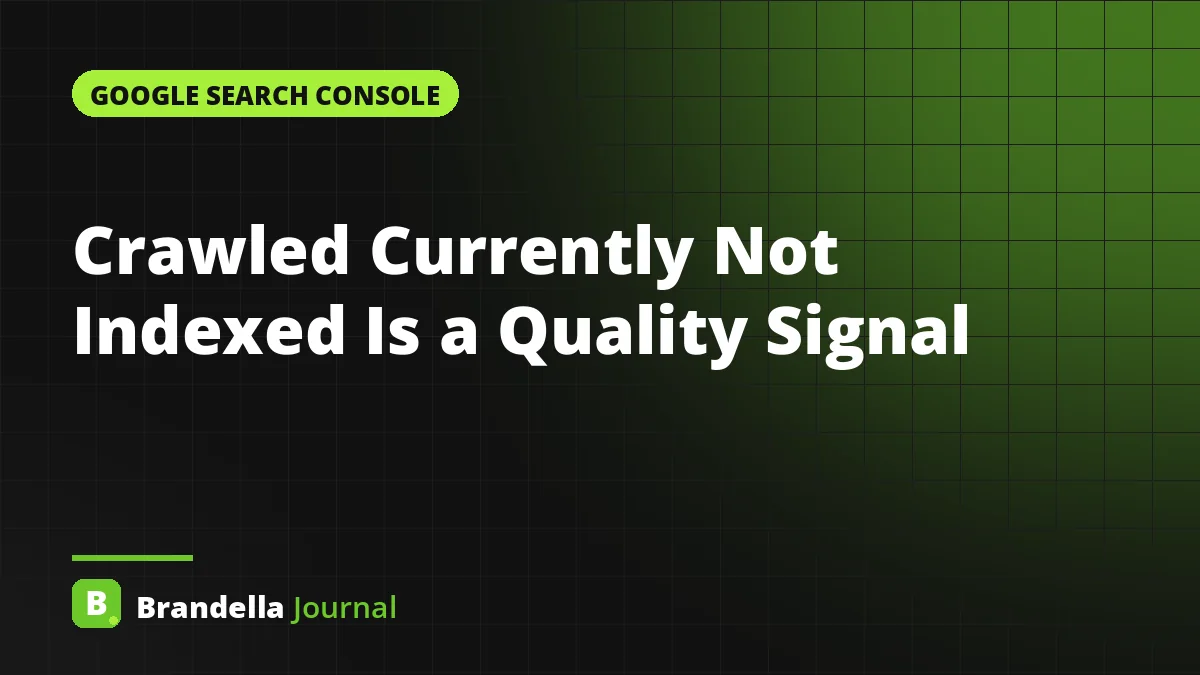 GOOGLE SEARCH CONSOLE
Crawled Currently Not
Indexed Is a Quality Signal
B
Brandella Journal